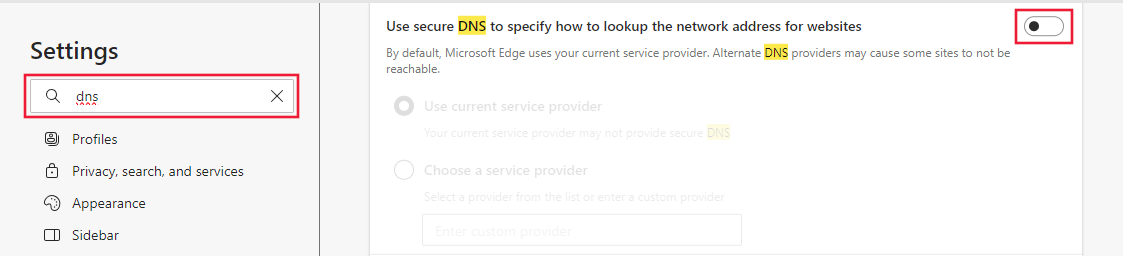 Settings
dns
Profiles
Privacy, search, and services
Appearance
Sidebar
Use secure DNS to specify how to lookup the network address for websites
By default, Microsoft Edge uses your current service provider. Alternate DNS providers may cause some sites to not be
reachable.
Use current service provider
Your current service provider may not provide secure DNS
Choose a service provider
Select a provider from the list or enter a custom provider
Enter custom provider